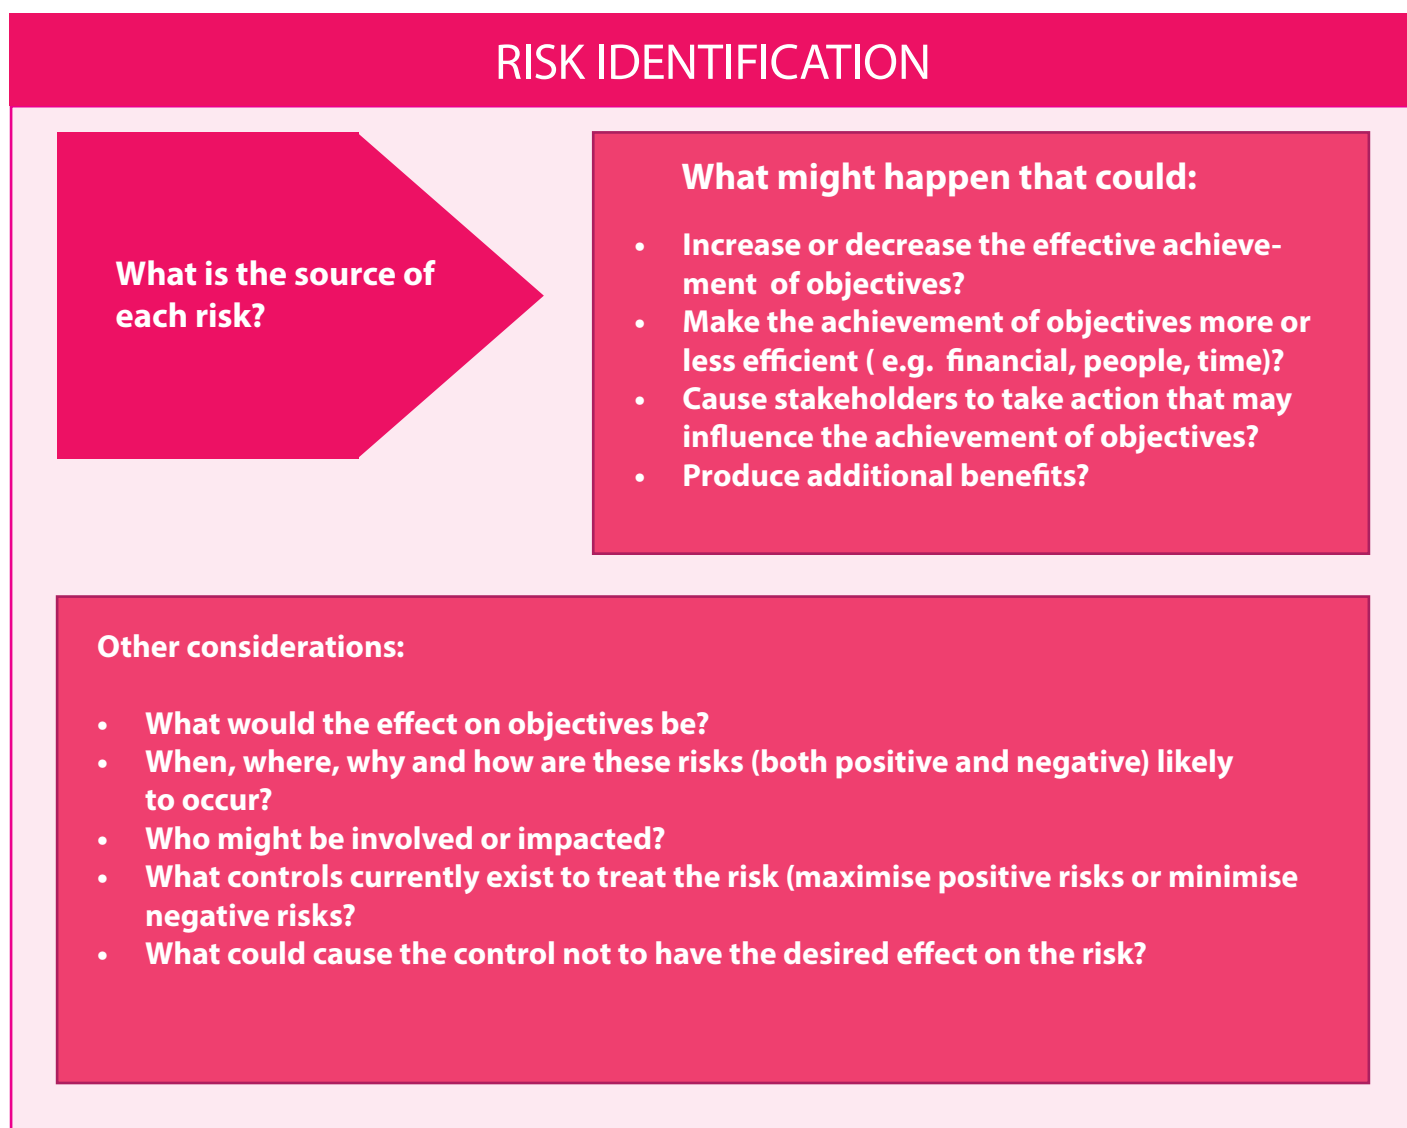 RISK IDENTIFICATION
What is the source of
each risk?
What might happen that could:
• Increase or decrease the effective achieve-
ment  of objectives?
• Make the achievement of objectives more or
less efficient ( e.g.  financial, people, time)?
• Cause stakeholders to take action that may
influence the achievement of objectives?
• Produce additional benefits?
Other considerations:
• What would the effect on objectives be?
• When, where, why and how are these risks (both positive and negative) likely
to occur?
• Who might be involved or impacted?
• What controls currently exist to treat the risk (maximise positive risks or minimise
negative risks?
• What could cause the control not to have the desired effect on the risk?